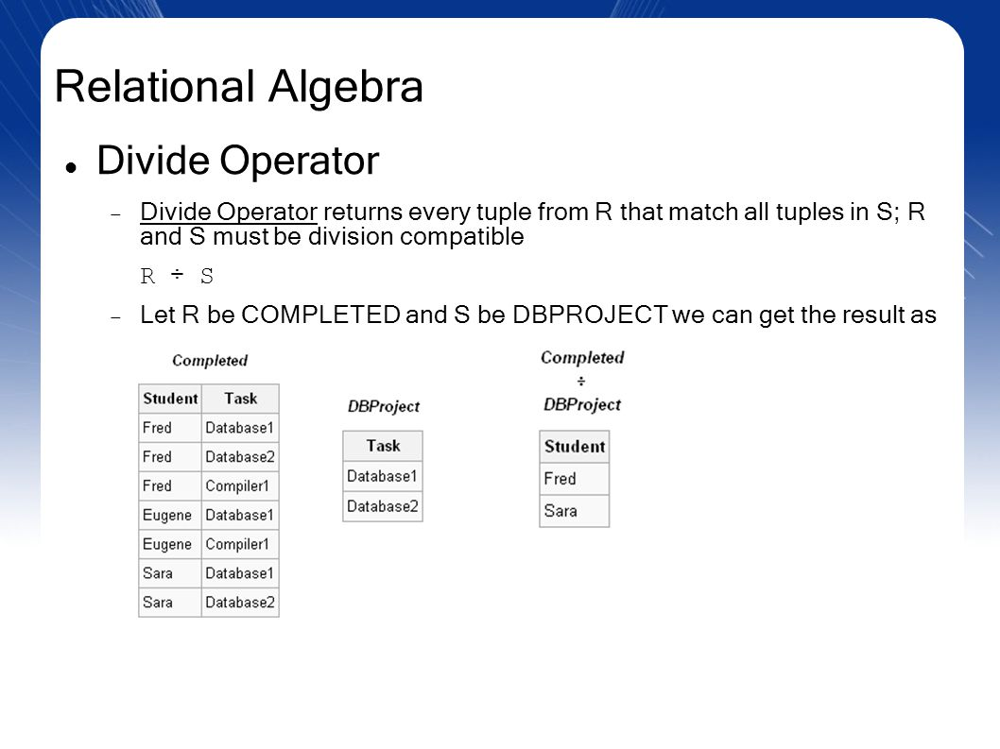 Relational Algebra
● Divide Operator
– Divide Operator returns every tuple from R that match all tuples in S; R
and S must be division compatible
R ÷ S
– Let R be COMPLETED and S be DBPROJECT we can get the result as
Completed
Student Task
Fred Database1
Fred Database2
Fred Compiler1
Eugene Database1
Eugene Compiler1
Sara Database1
Sara Database2
DBProject
Task
Database1
Database2
Completed
÷
DBProject
Student
Fred
Sara